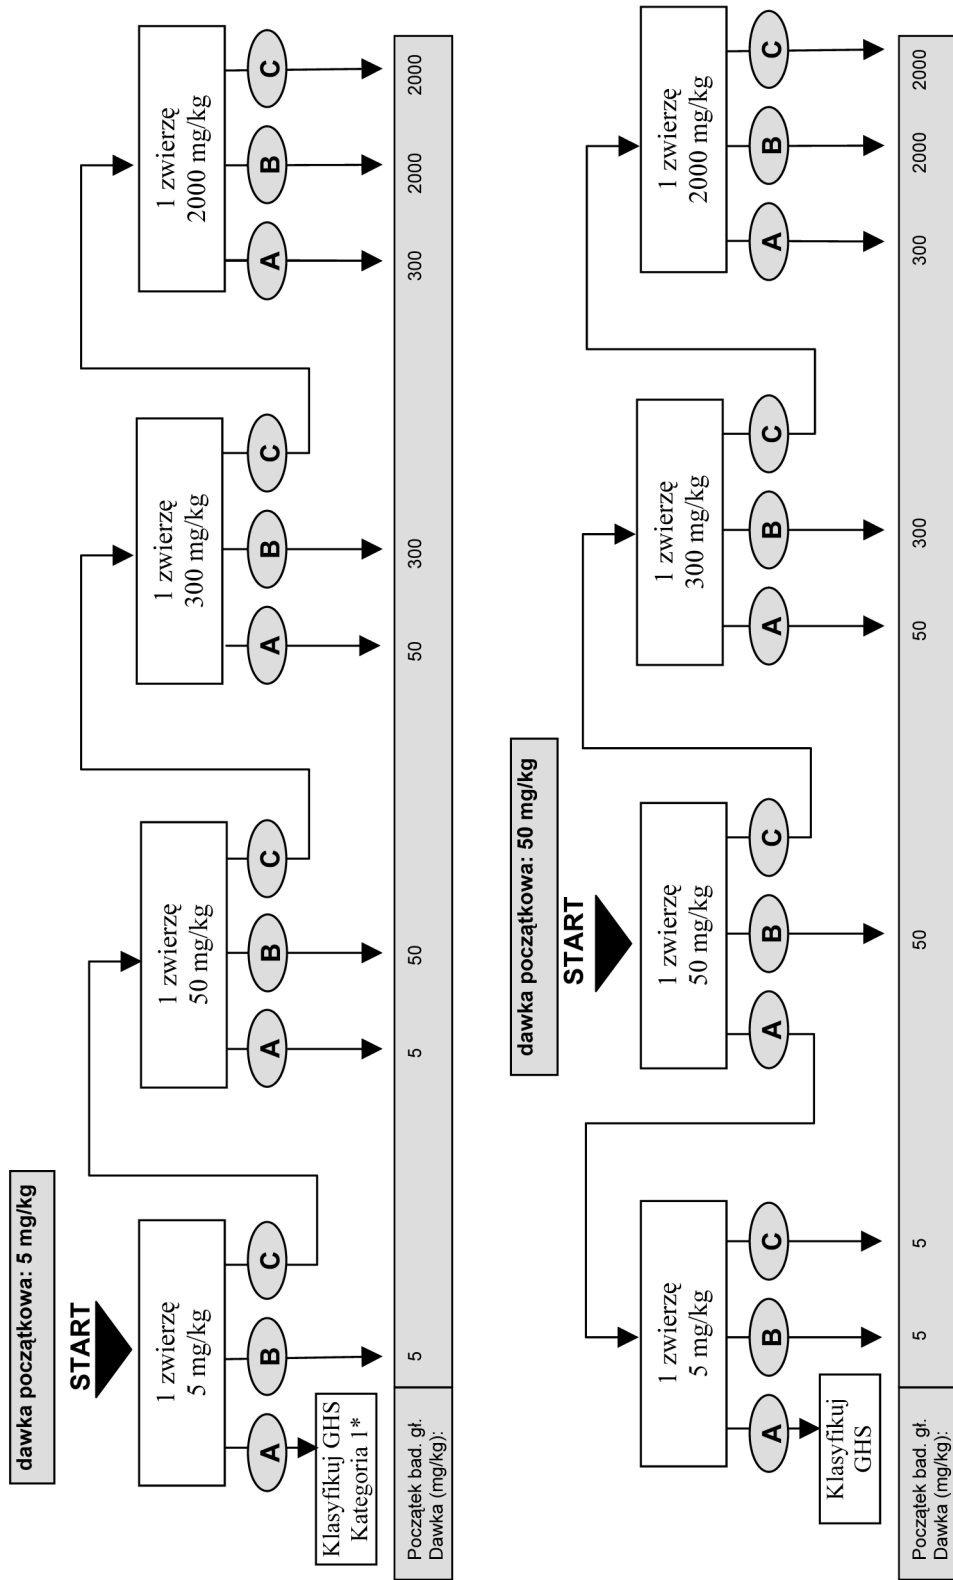 dawka początkowa: 5 mg/kg
START
1 zwierzę
5 mg/kg
A
B
C
Klasyfikuj GHS
Kategoria 1*
1 zwierzę
50 mg/kg
A
B
C
1 zwierzę
300 mg/kg
A
B
C
1 zwierzę
2000 mg/kg
A
B
C
Początek bad. gł.
Dawka (mg/kg):
5
5
50
50
300
300
2000
2000
dawka początkowa: 50 mg/kg
START
1 zwierzę
5 mg/kg
A
B
C
Klasyfikuj
GHS
1 zwierzę
50 mg/kg
A
B
C
1 zwierzę
300 mg/kg
A
B
C
1 zwierzę
2000 mg/kg
A
B
C
Początek bad. gł.
Dawka (mg/kg):
5
5
50
50
300
300
2000
2000